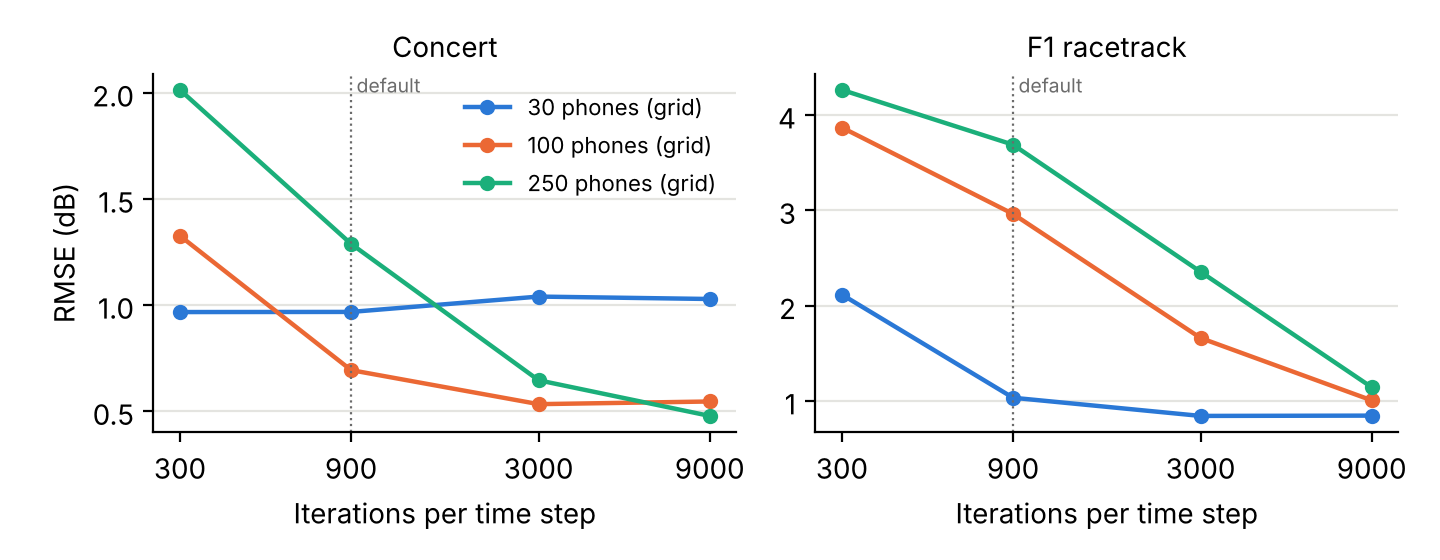 Concert
default
30 phones (grid)
100 phones (grid)
250 phones (grid)
RMSE (dB)
2.0
1.5
1.0
0.5
300 900 3000 9000
Iterations per time step
F1 racetrack
default
4
3
2
1
300 900 3000 9000
Iterations per time step